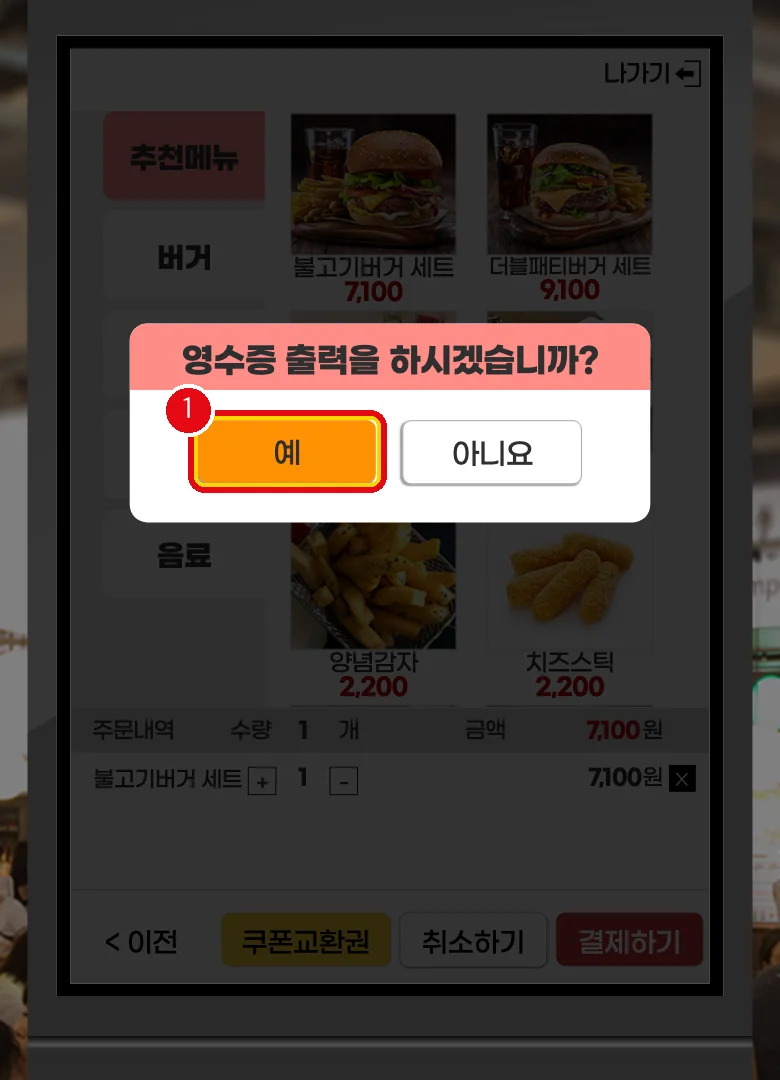 나가기
추천메뉴
버거
불고기버거 세트
7,100
더블패티버거 세트
9,100
영수증 출력을 하시겠습니까?
1
예
아니요
음료
양념감자
2,200
치즈스틱
2,200
주문내역 수량 1 개 금액 7,100원
불고기버거 세트 + 1 - 7,100원 X
< 이전
쿠폰교환권
취소하기
결제하기